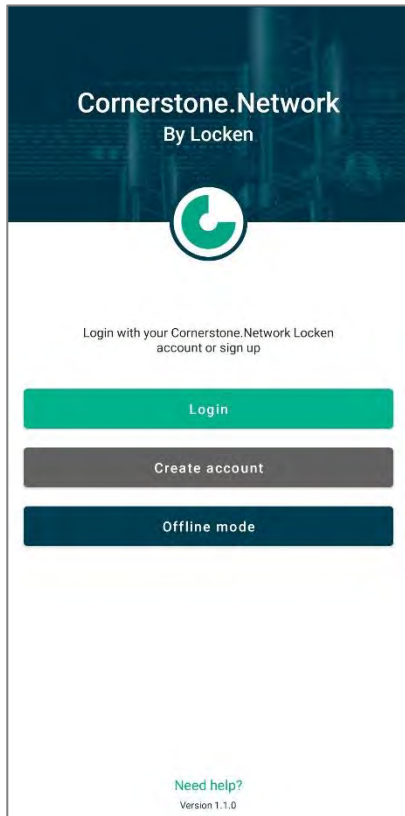 Cornerstone.Network
By Locken
Login with your Cornerstone.Network Locken
account or sign up
Login
Create account
Offline mode
Need help?
Version 1.1.0